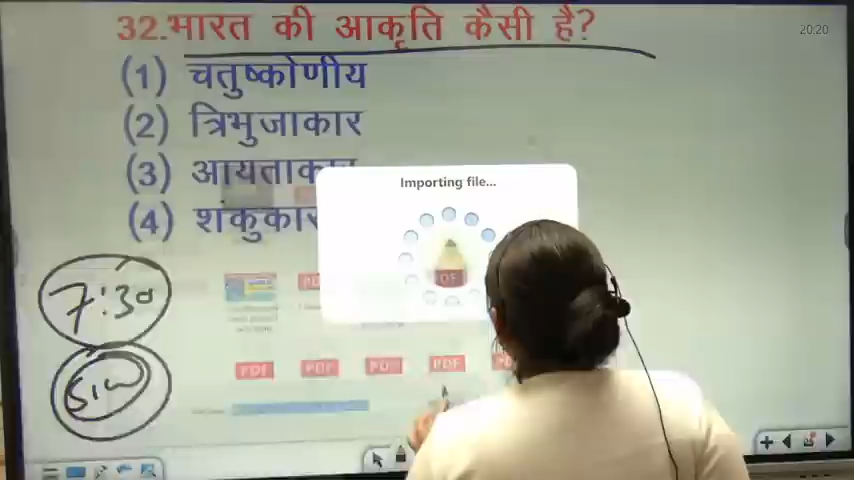 20:20
32.भारत की आकृति कैसी है?
(1) चतुष्कोणीय
(2) त्रिभुजाकार
(3) आयताकार
(4) शंकुकार
Importing file...
7:30
PDF PDF PDF PDF